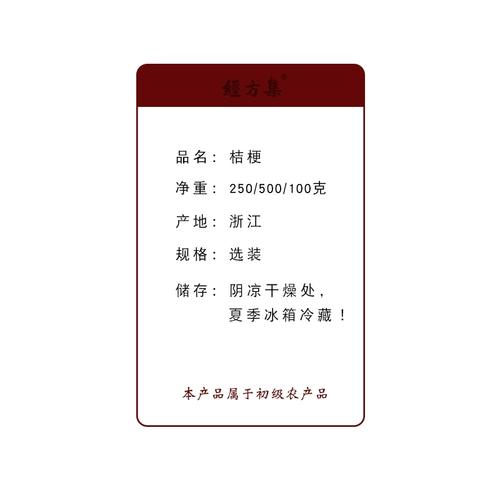 經方集®
品名：桔梗
净重：250/500/100克
产地：浙江
规格：选装
储存：阴凉干燥处，
夏季冰箱冷藏！
本产品属于初级农产品